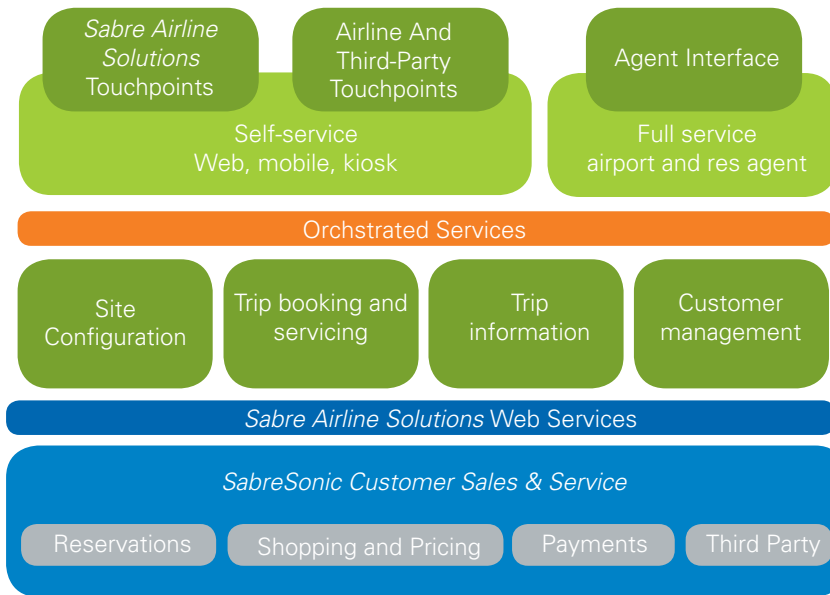 Sabre Airline
Solutions
Touchpoints
Airline And
Third-Party
Touchpoints
Agent Interface
Self-service
Web, mobile, kiosk
Full service
airport and res agent
Orchstrated Services
Site
Configuration
Trip booking and
servicing
Trip
information
Customer
management
Sabre Airline Solutions Web Services
SabreSonic Customer Sales & Service
Reservations
Shopping and Pricing
Payments
Third Party